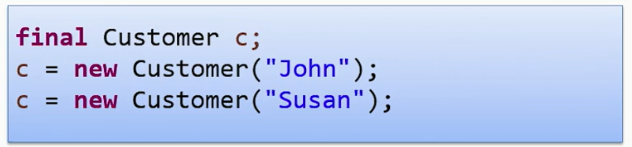 final Customer c;
c = new Customer("John");
c = new Customer("Susan");